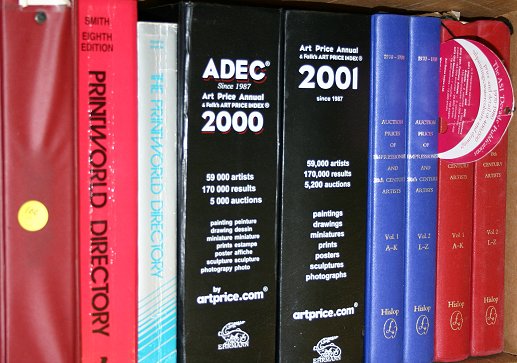 SMITH
EIGHTH
EDITION
PRINTWORLD DIRECTORY
THE PRINTWORLD DIRECTORY
ADEC®
Since 1987
Art Price Annual
& Falk's ART PRICE INDEX®
2000
59 000 artists
170 000 results
5 000 auctions
painting peinture
drawing dessin
miniature miniature
prints estampe
poster affiche
sculpture sculpture
photograpy photo
by
artprice.com®
EHRMANN
Art Price Annual
& Falk's ART PRICE INDEX®
2001
since 1987
59,000 artists
170,000 results
5,200 auctions
paintings
drawings
miniatures
prints
posters
sculptures
photographs
artprice.com®
EHRMANN
AUCTION
PRICES
OF
IMPRESSIONIST
AND
20th CENTURY
ARTISTS
Vol. 1
A-K
Hislop
AUCTION
PRICES
OF
IMPRESSIONIST
AND
20th CENTURY
ARTISTS
Vol. 2
L-Z
Hislop
CENTURY
ARTISTS
Vol. 1
A-K
Hislop
CENTURY
ARTISTS
Vol. 2
L-Z
Hislop